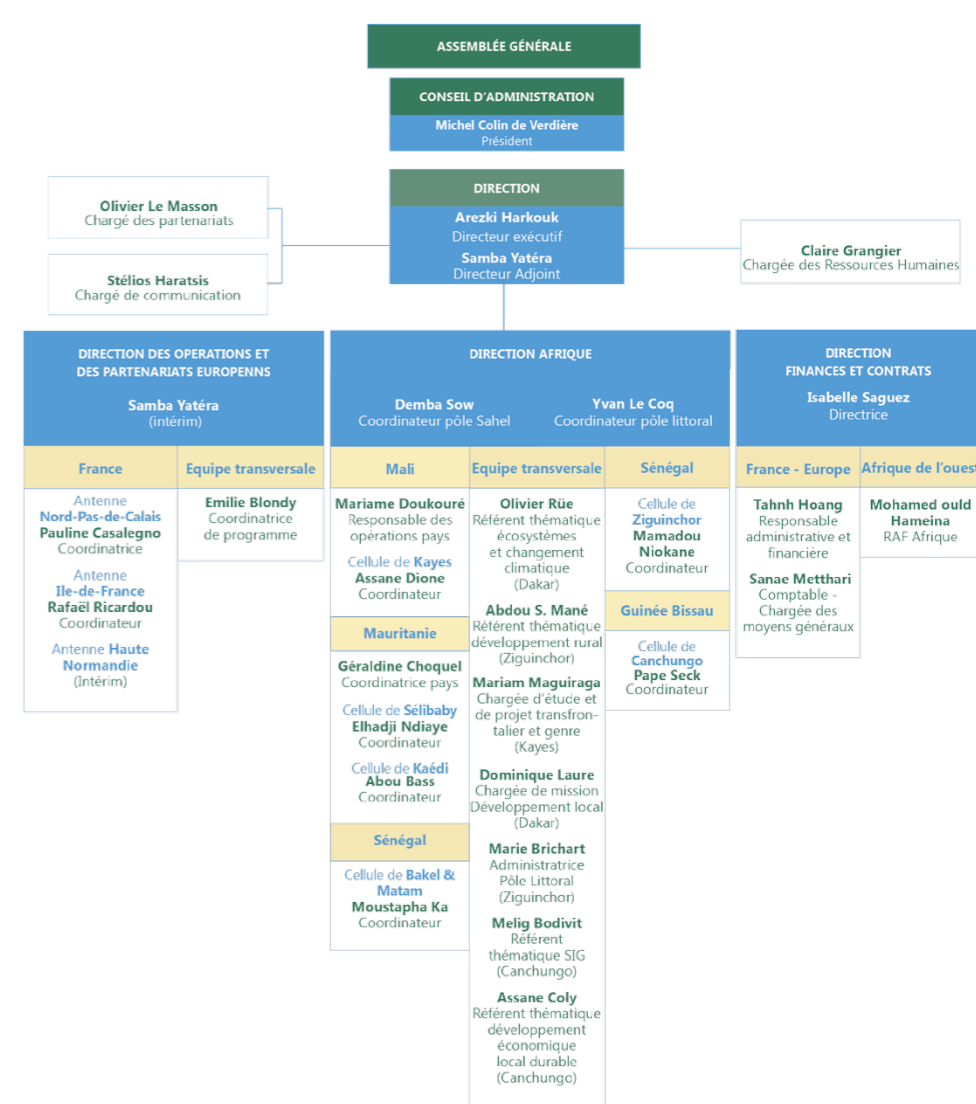 ASSEMBLÉE GÉNÉRALE
CONSEIL D’ADMINISTRATION
Michel Colin de Verdière
Président
DIRECTION
Arezki Harkouk
Directeur exécutif
Samba Yatéra
Directeur Adjoint
Olivier Le Masson
Chargé des partenariats
Stélios Haratsis
Chargé de communication
Claire Grangier
Chargée des Ressources Humaines
DIRECTION DES OPERATIONS ET
DES PARTENARIATS EUROPENNS
Samba Yatéra
(intérim)
France
Antenne
Nord-Pas-de-Calais
Pauline Casalegno
Coordinatrice
Antenne
Ile-de-France
Rafaël Ricardou
Coordinateur
Antenne Haute
Normandie
(Intérim)
Equipe transversale
Emilie Blondy
Coordinatrice
de programme
DIRECTION AFRIQUE
Demba Sow
Coordinateur pôle Sahel
Yvan Le Coq
Coordinateur pôle littoral
Mali
Mariame Doukouré
Responsable des
opérations pays
Cellule de Kayes
Assane Dione
Coordinateur
Mauritanie
Géraldine Choquel
Coordinatrice pays
Cellule de Sélibaby
Elhadji Ndiaye
Coordinateur
Cellule de Kaédi
Abou Bass
Coordinateur
Sénégal
Cellule de Bakel &
Matam
Moustapha Ka
Coordinateur
Equipe transversale
Olivier Rüe
Référent thématique
écosystèmes
et changement
climatique
(Dakar)
Abdou S. Mané
Référent thématique
développement rural
(Ziguinchor)
Mariam Maguiraga
Chargée d’étude et
de projet transfron-
talier et genre
(Kayes)
Dominique Laure
Chargée de mission
Développement local
(Dakar)
Marie Brichart
Administratrice
Pôle Littoral
(Ziguinchor)
Melig Bodivit
Référent
thématique SIG
(Canchungo)
Assane Coly
Référent thématique
développement
économique
local durable
(Canchungo)
Sénégal
Cellule de
Ziguinchor
Mamadou
Niokane
Coordinateur
Guinée Bissau
Cellule de
Canchungo
Pape Seck
Coordinateur
DIRECTION
FINANCES ET CONTRATS
Isabelle Saguez
Directrice
France - Europe
Tahnh Hoang
Responsable
administrative et
financière
Sanae Metthari
Comptable -
Chargée des
moyens généraux
Afrique de l’ouest
Mohamed ould
Hameina
RAF Afrique